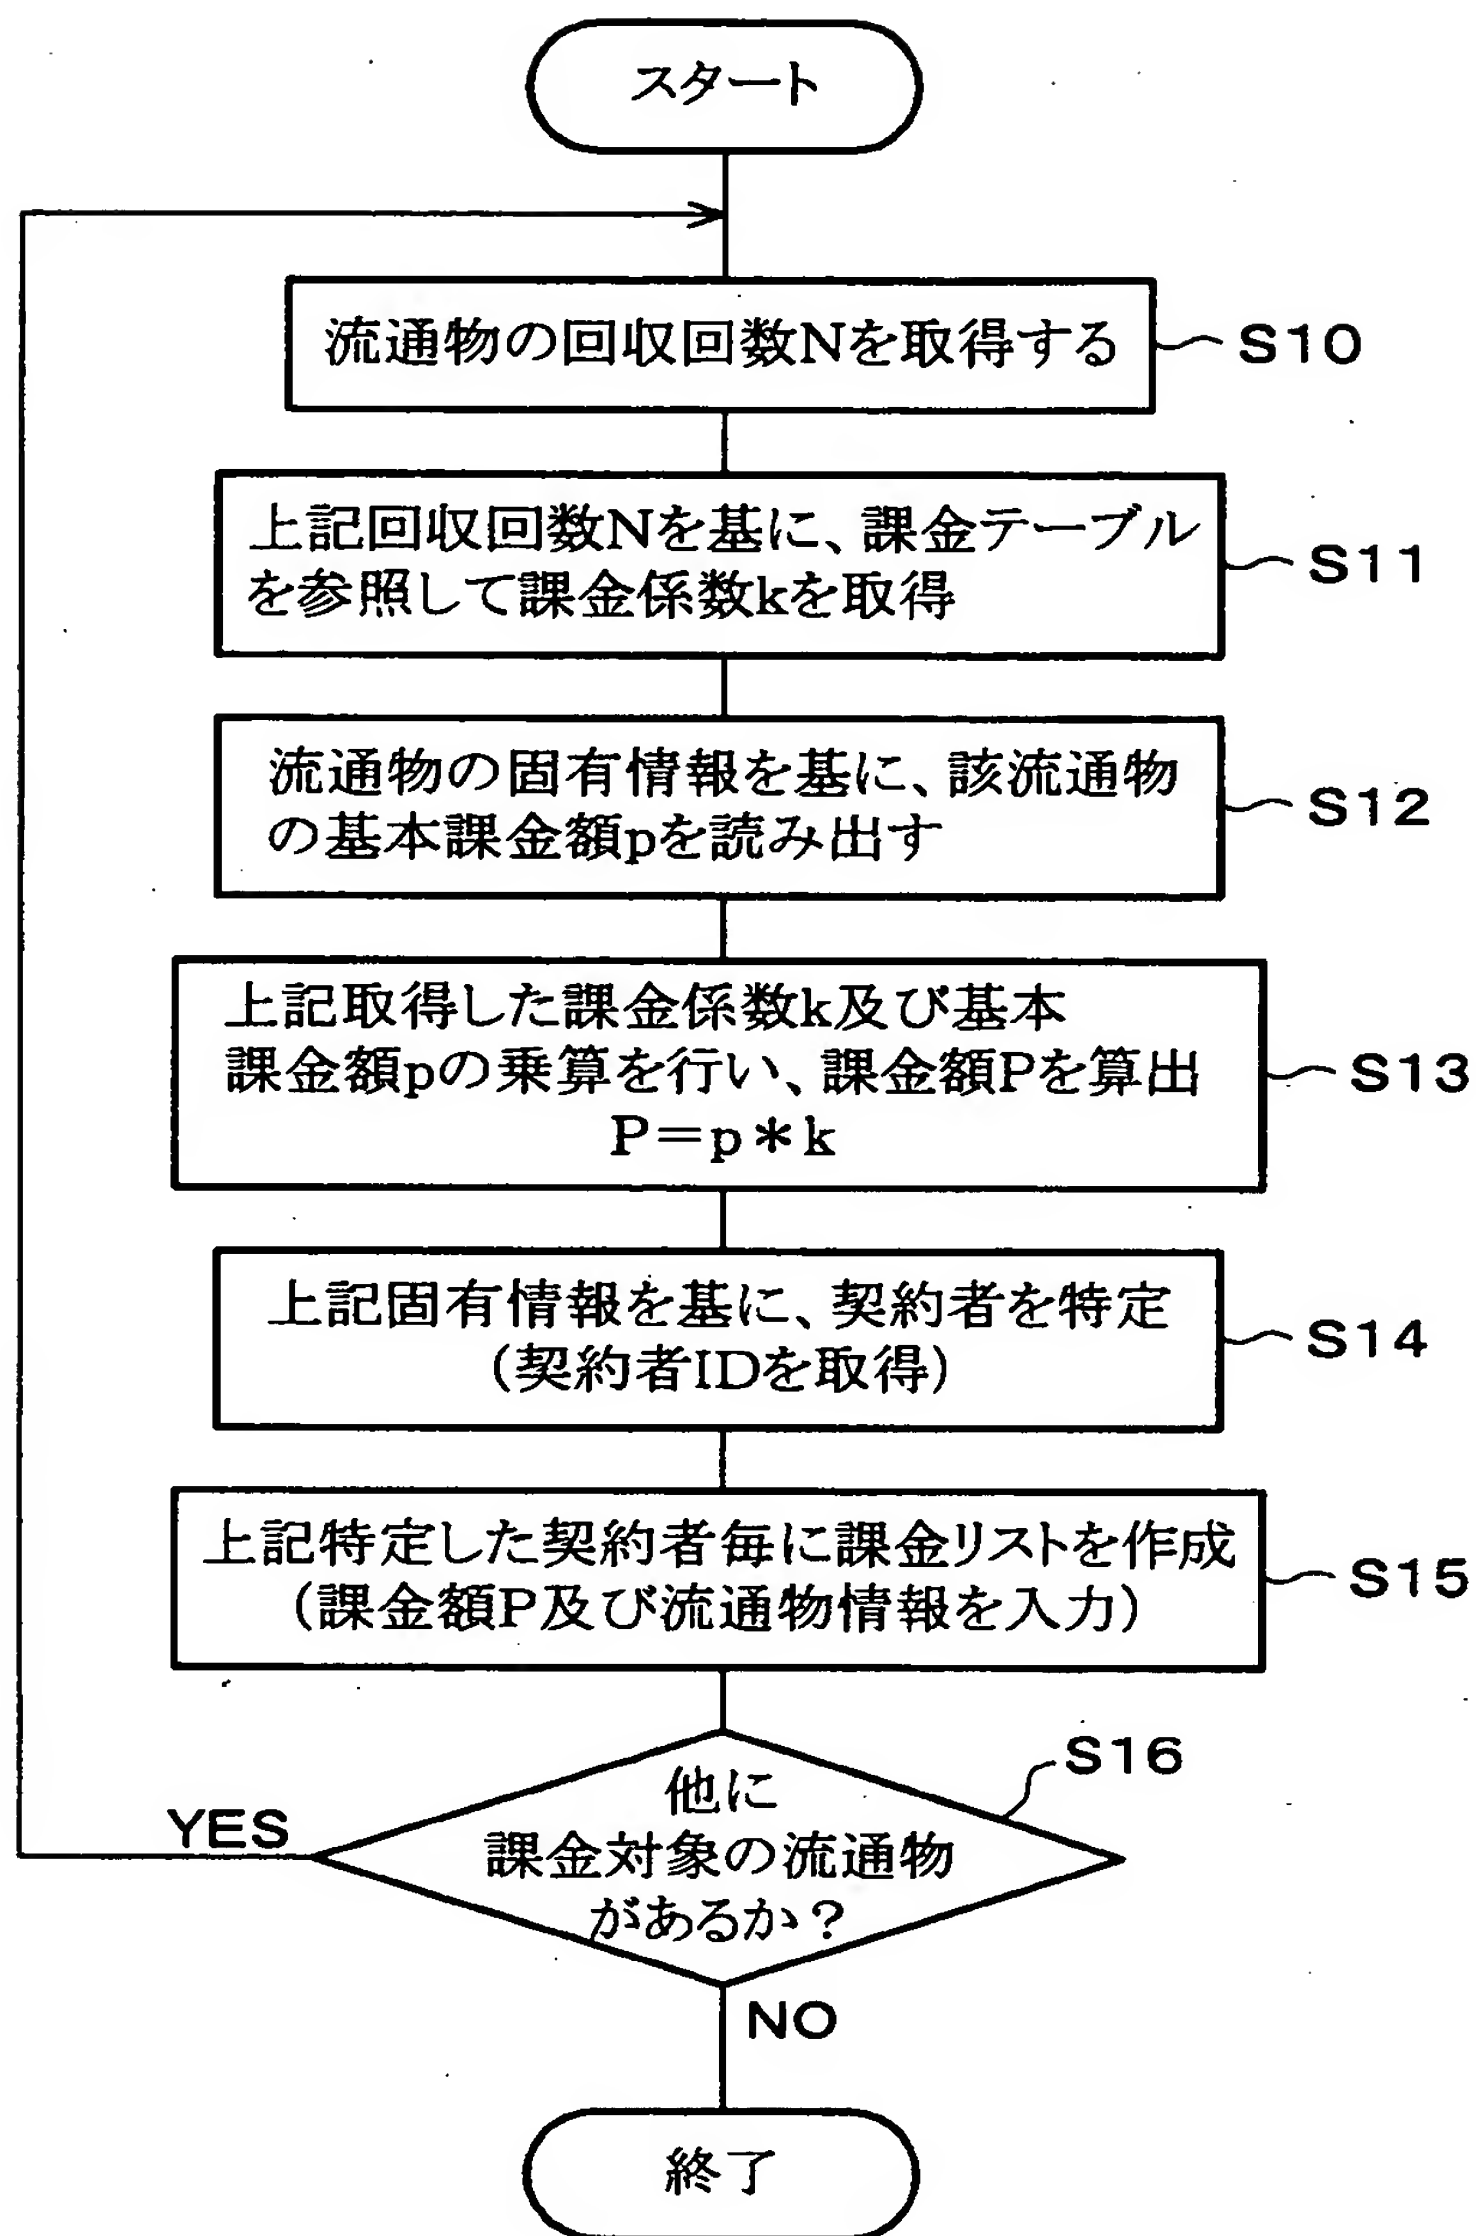 スタート
流通物の回収回数Nを取得する
S10
上記回収回数Nを基に、課金テーブル
を参照して課金係数kを取得
S11
流通物の固有情報を基に、該流通物
の基本課金額pを読み出す
S12
上記取得した課金係数k及び基本
課金額pの乗算を行い、課金額Pを算出
P=p*k
S13
上記固有情報を基に、契約者を特定
(契約者IDを取得)
S14
上記特定した契約者毎に課金リストを作成
(課金額P及び流通物情報を入力)
S15
S16
他に
課金対象の流通物
があるか?
YES
NO
終了